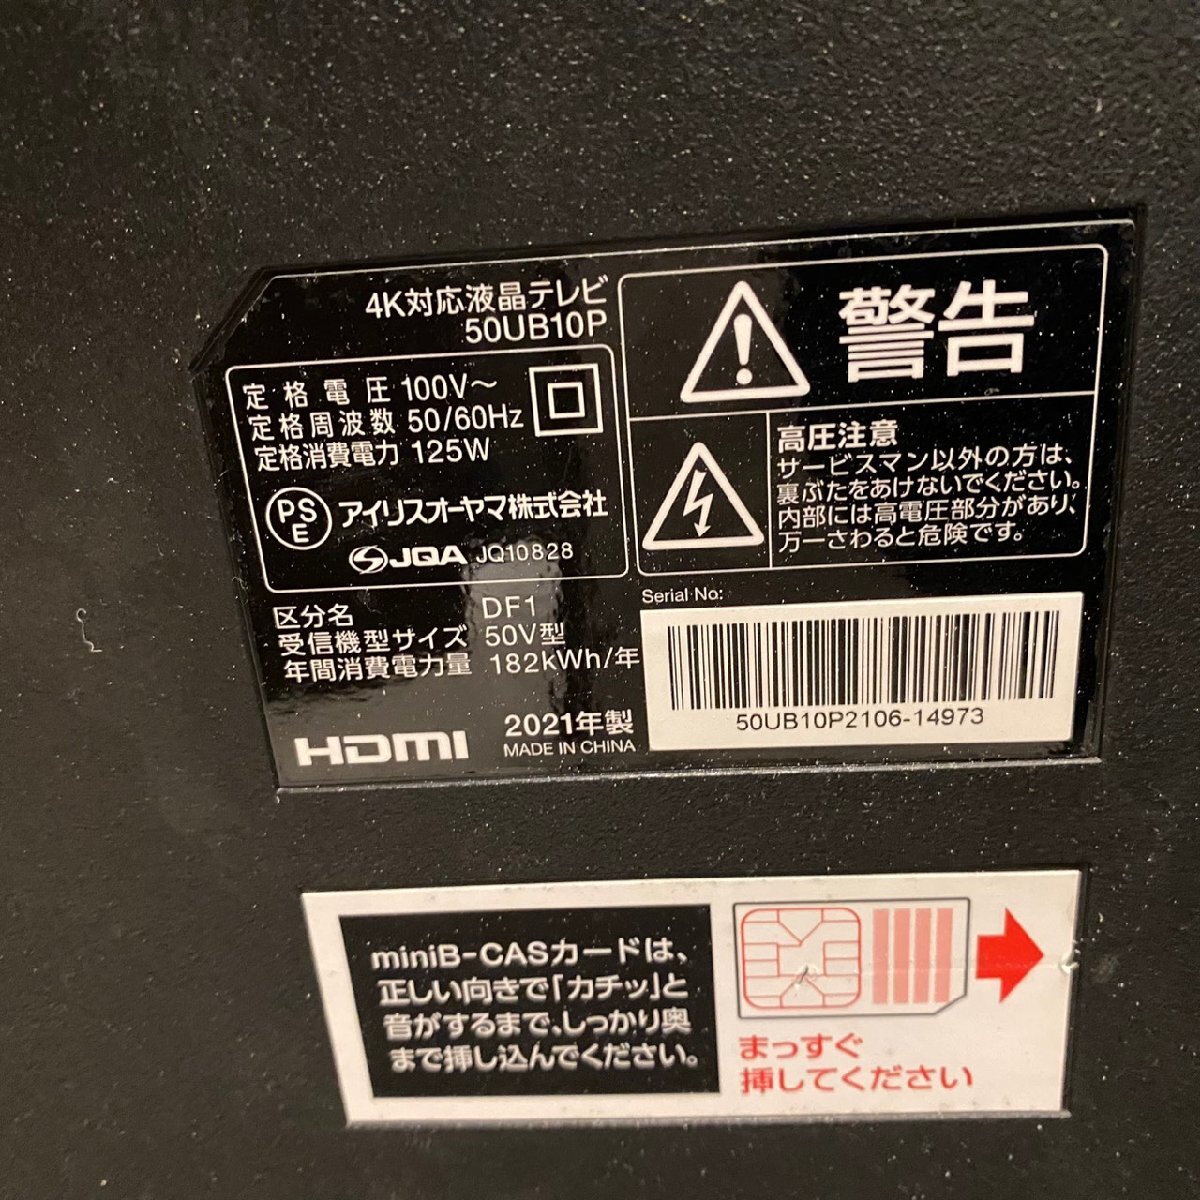 4K対応液晶テレビ
50UB10P
定格電圧 100V～
定格周波数 50/60Hz
定格消費電力 125W
PSE
アイリスオーヤマ株式会社
JQA JQ10828
区分名 DF1
受信機型サイズ 50V型
年間消費電力量 182kWh/年
HDMI
2021年製
MADE IN CHINA
警告
高圧注意
サービスマン以外の方は、
裏ぶたをあけないでください。
内部には高電圧部分があり、
万一さわると危険です。
Serial No:
50UB10P2106-14973
miniB-CASカードは、
正しい向きで「カチッ」と
音がするまで、しっかり奥
まで挿し込んでください。
まっすぐ
挿してください